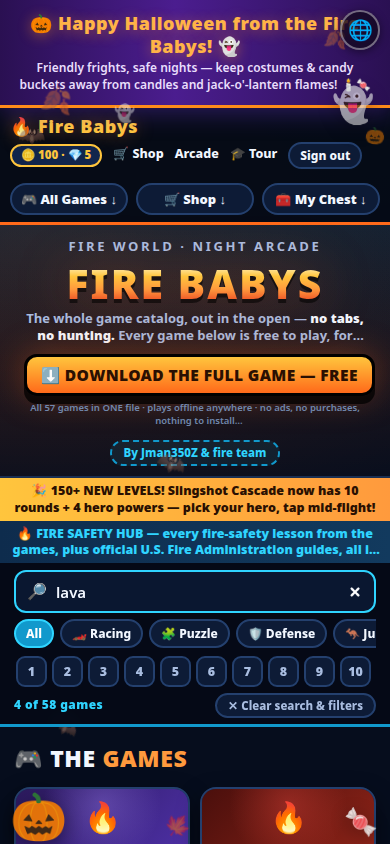 🎃 Happy Halloween from the Fire
Babys! 👻
Friendly frights, safe nights — keep costumes & candy
buckets away from candles and jack-o'-lantern flames! 🕯️🍬
🔥 Fire Babys
🪙 100 · 💎 5
🛒 Shop
Arcade
🎓 Tour
Sign out
🎮 All Games ↓
🛒 Shop ↓
🧰 My Chest ↓
FIRE WORLD · NIGHT ARCADE
FIRE BABYS
The whole game catalog, out in the open — no tabs,
no hunting. Every game below is free to play, for...
⬇️ DOWNLOAD THE FULL GAME — FREE
All 57 games in ONE file · plays offline anywhere · no ads, no purchases,
nothing to install...
By Jman350Z & fire team
🎉 150+ NEW LEVELS! Slingshot Cascade now has 10
rounds + 4 hero powers — pick your hero, tap mid-flight!
🔥 FIRE SAFETY HUB — every fire-safety lesson from the
games, plus official U.S. Fire Administration guides, all i...
🔎 lava ✕
All
🏎️ Racing
🧩 Puzzle
🛡️ Defense
🦘 Ju
1 2 3 4 5 6 7 8 9 10
4 of 58 games
✕ Clear search & filters
🎮 THE GAMES